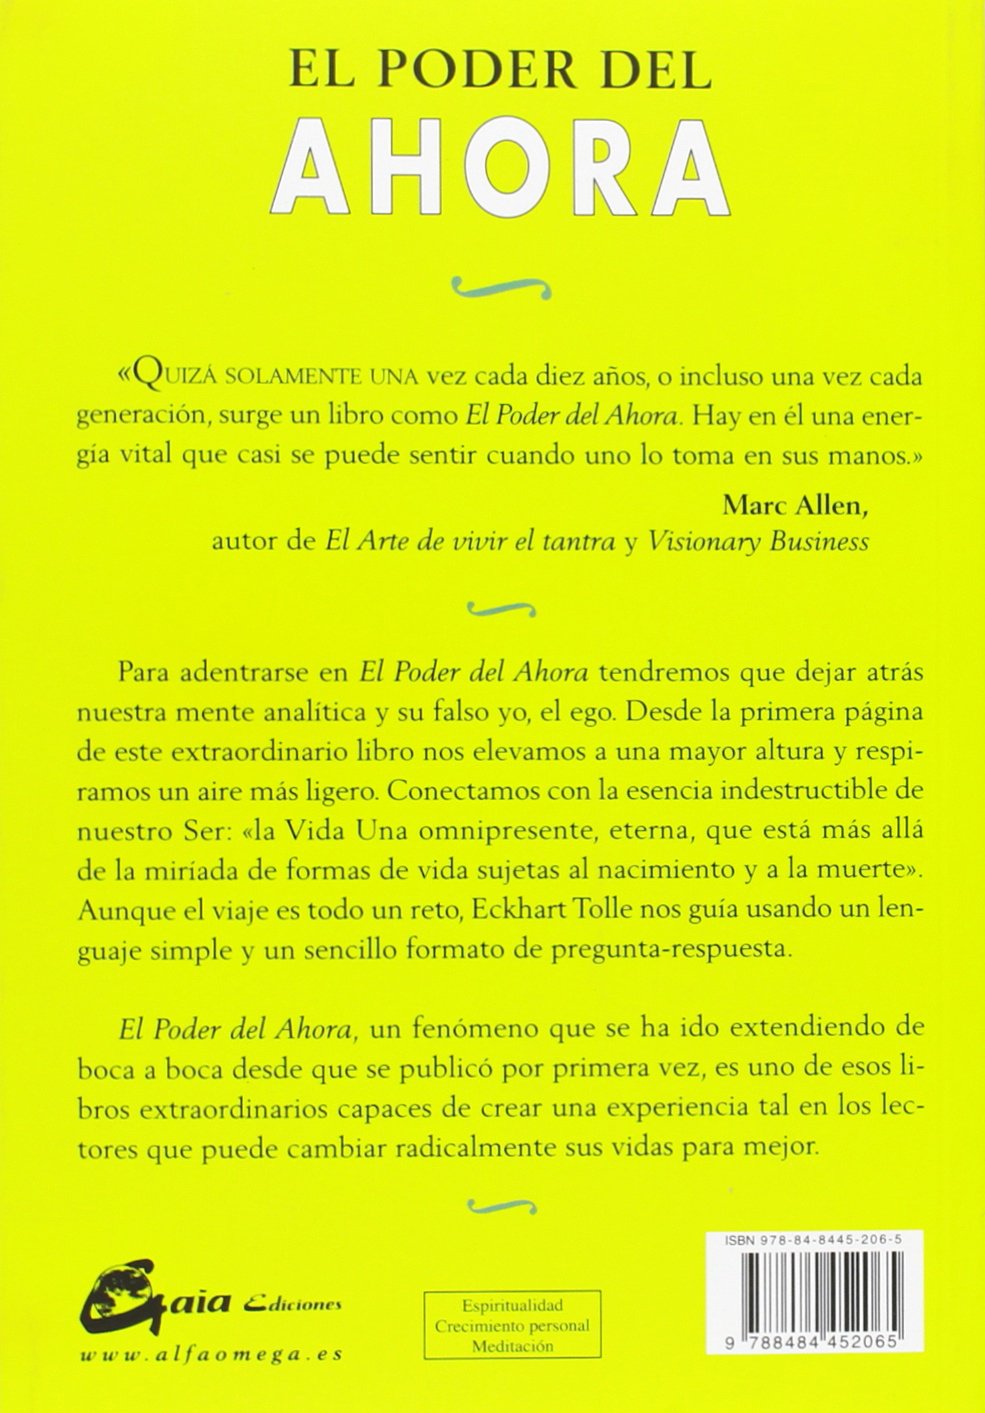 EL PODER DEL
AHORA
«QUIZÁ SOLAMENTE UNA vez cada diez años, o incluso una vez cada
generación, surge un libro como El Poder del Ahora. Hay en él una ener-
gía vital que casi se puede sentir cuando uno lo toma en sus manos.»
Marc Allen,
autor de El Arte de vivir el tantra y Visionary Business
Para adentrarse en El Poder del Ahora tendremos que dejar atrás
nuestra mente analítica y su falso yo, el ego. Desde la primera página
de este extraordinario libro nos elevamos a una mayor altura y respi-
ramos un aire más ligero. Conectamos con la esencia indestructible de
nuestro Ser: «la Vida Una omnipresente, eterna, que está más allá
de la miríada de formas de vida sujetas al nacimiento y a la muerte».
Aunque el viaje es todo un reto, Eckhart Tolle nos guía usando un len-
guaje simple y un sencillo formato de pregunta-respuesta.
El Poder del Ahora, un fenómeno que se ha ido extendiendo de
boca a boca desde que se publicó por primera vez, es uno de esos li-
bros extraordinarios capaces de crear una experiencia tal en los lec-
tores que puede cambiar radicalmente sus vidas para mejor.
Gaia Ediciones
www.alfaomega.es
Espiritualidad
Crecimiento personal
Meditación
ISBN 978-84-8445-206-5
9 788484 452065